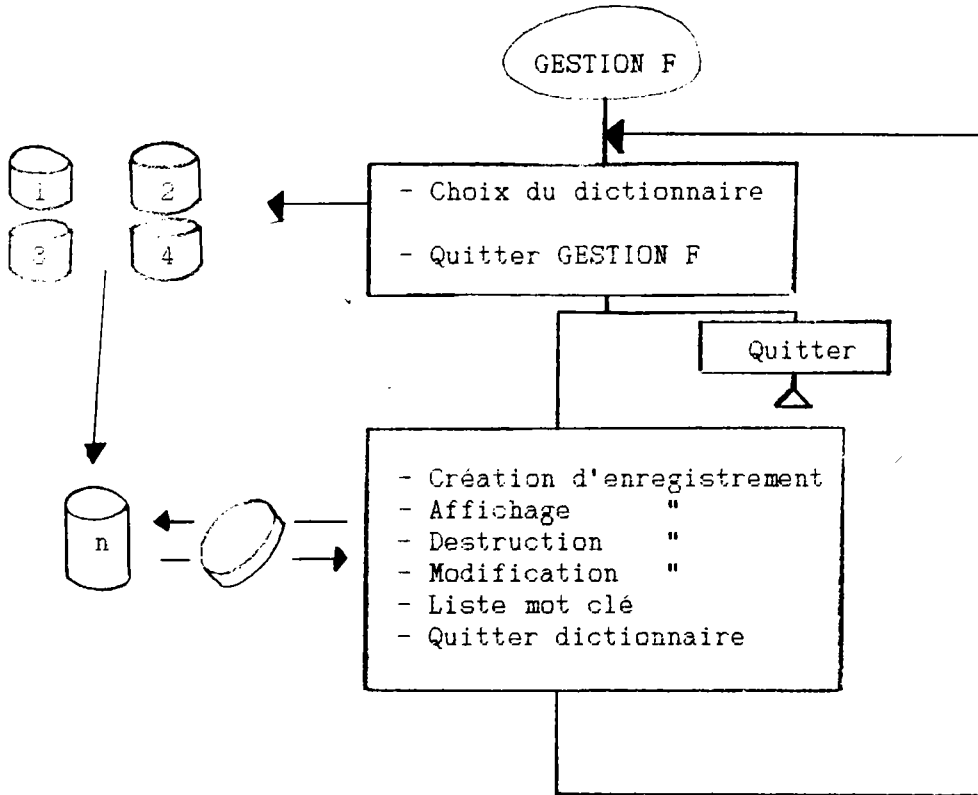 GESTION F
1 2
3 4
- Choix du dictionnaire
- Quitter GESTION F
Quitter
n
- Création d'enregistrement
- Affichage "
- Destruction "
- Modification "
- Liste mot clé
- Quitter dictionnaire